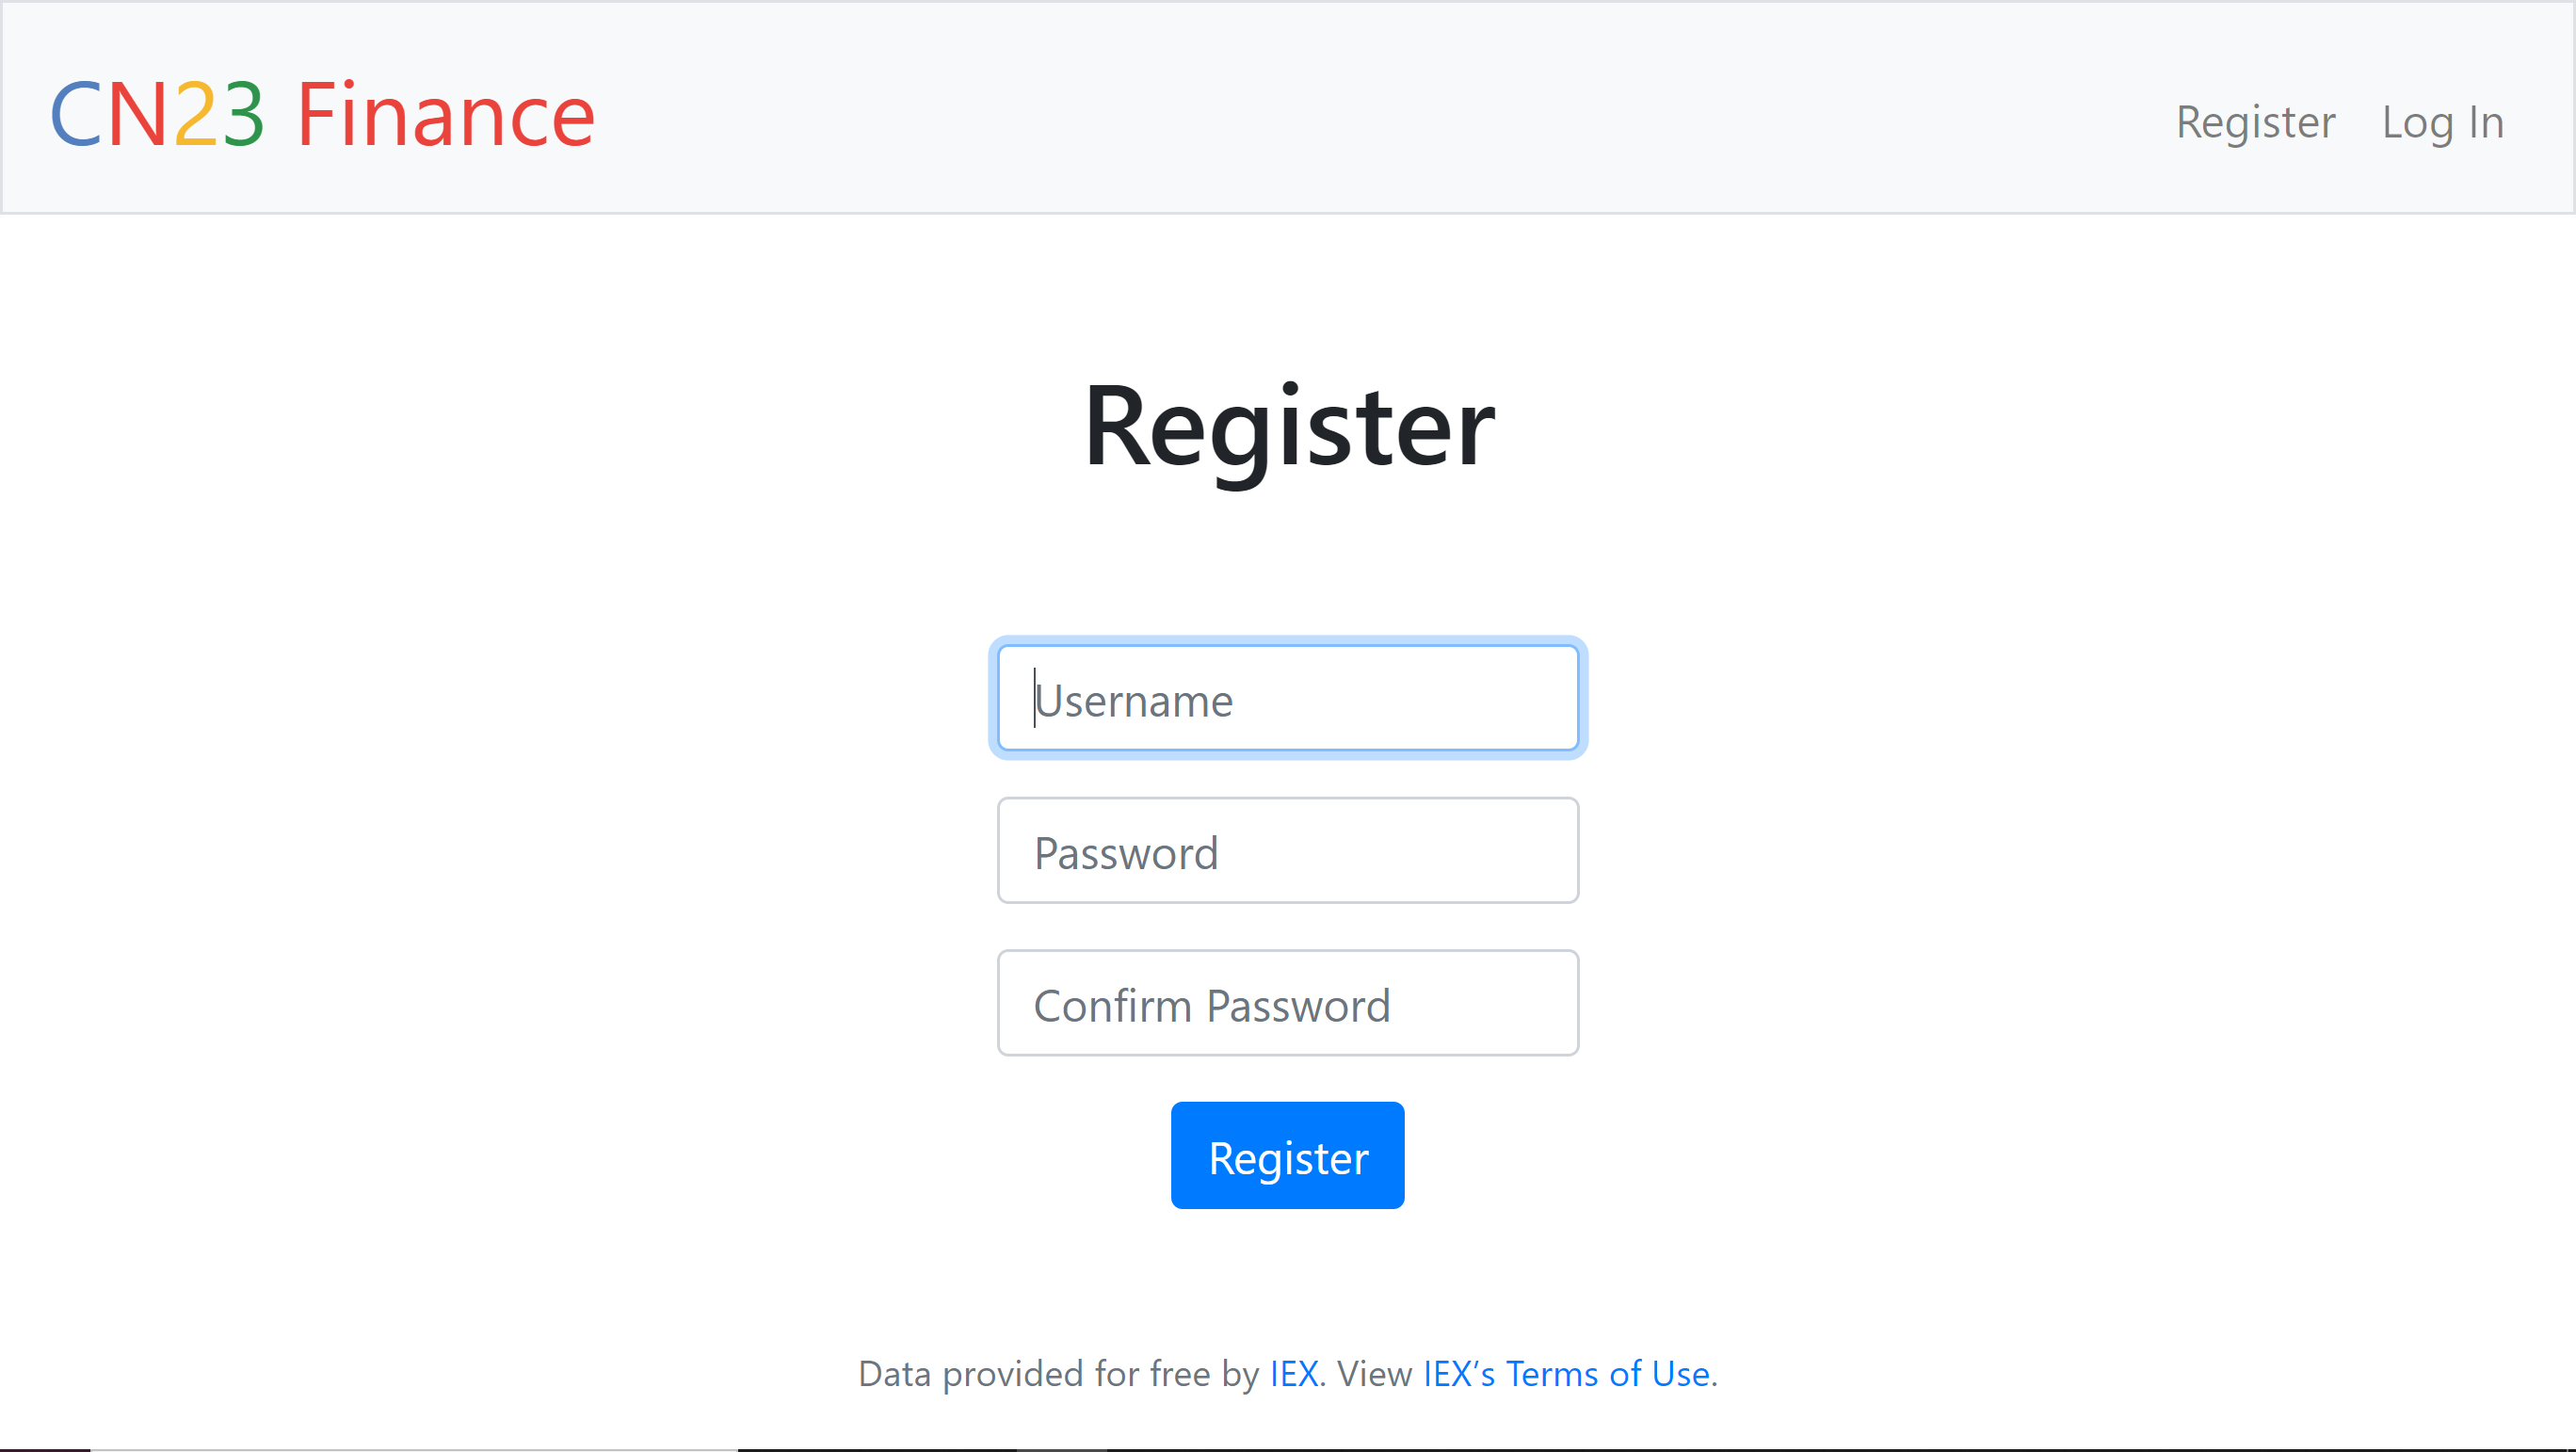 CN23 Finance
Register Log In
Register
Username
Password
Confirm Password
Register
Data provided for free by IEX. View IEX’s Terms of Use.